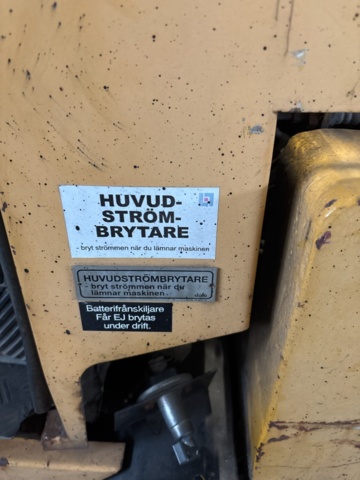 HUVUD-
STRÖM-
BRYTARE
- bryt strömmen när du lämnar maskinen
HUVUDSTRÖMBRYTARE
- bryt strömmen när du
lämnar maskinen
Batterifrånskiljare
Får EJ brytas
under drift.